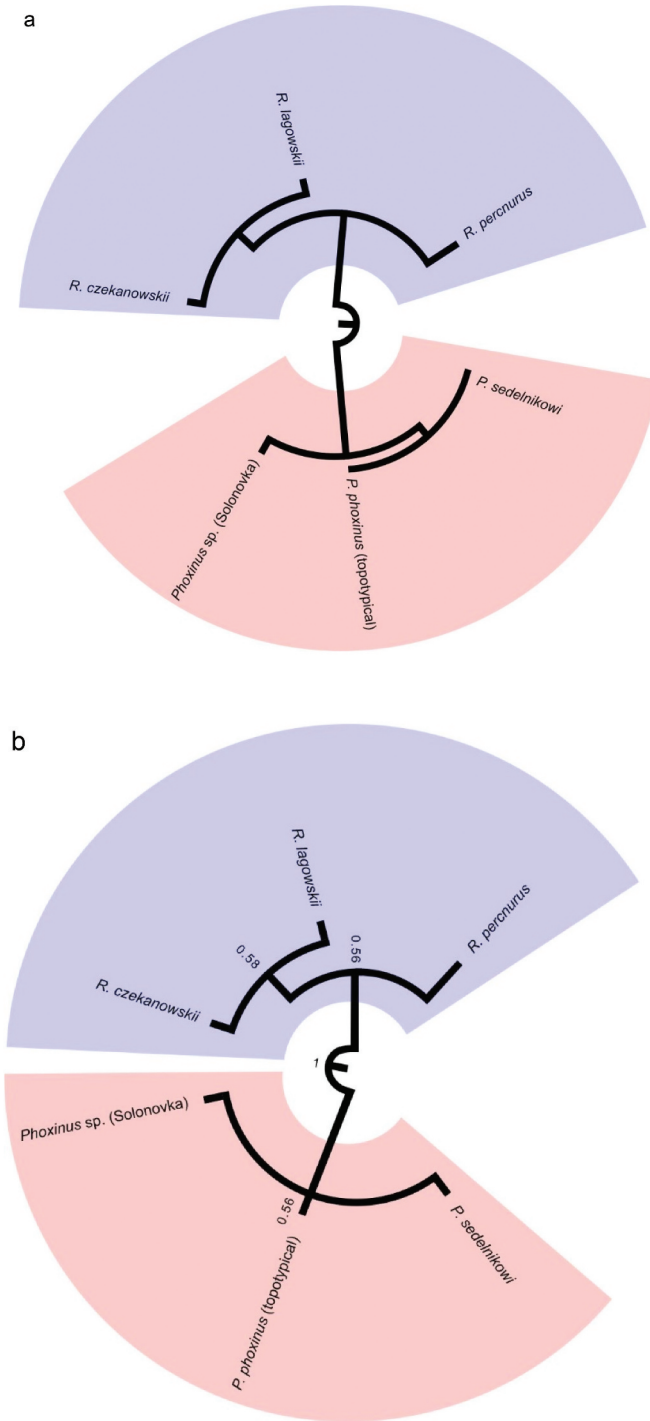 a
R. lagowskii
R. percnurus
R. czekanowskii
P. sedelnikowi
Phoxinus sp. (Solonovka)
P. phoxinus (topotypical)
b
R. lagowskii
0.56
R. percnurus
0.58
R. czekanowskii
1
Phoxinus sp. (Solonovka)
0.56
P. sedelnikowi
P. phoxinus (topotypical)